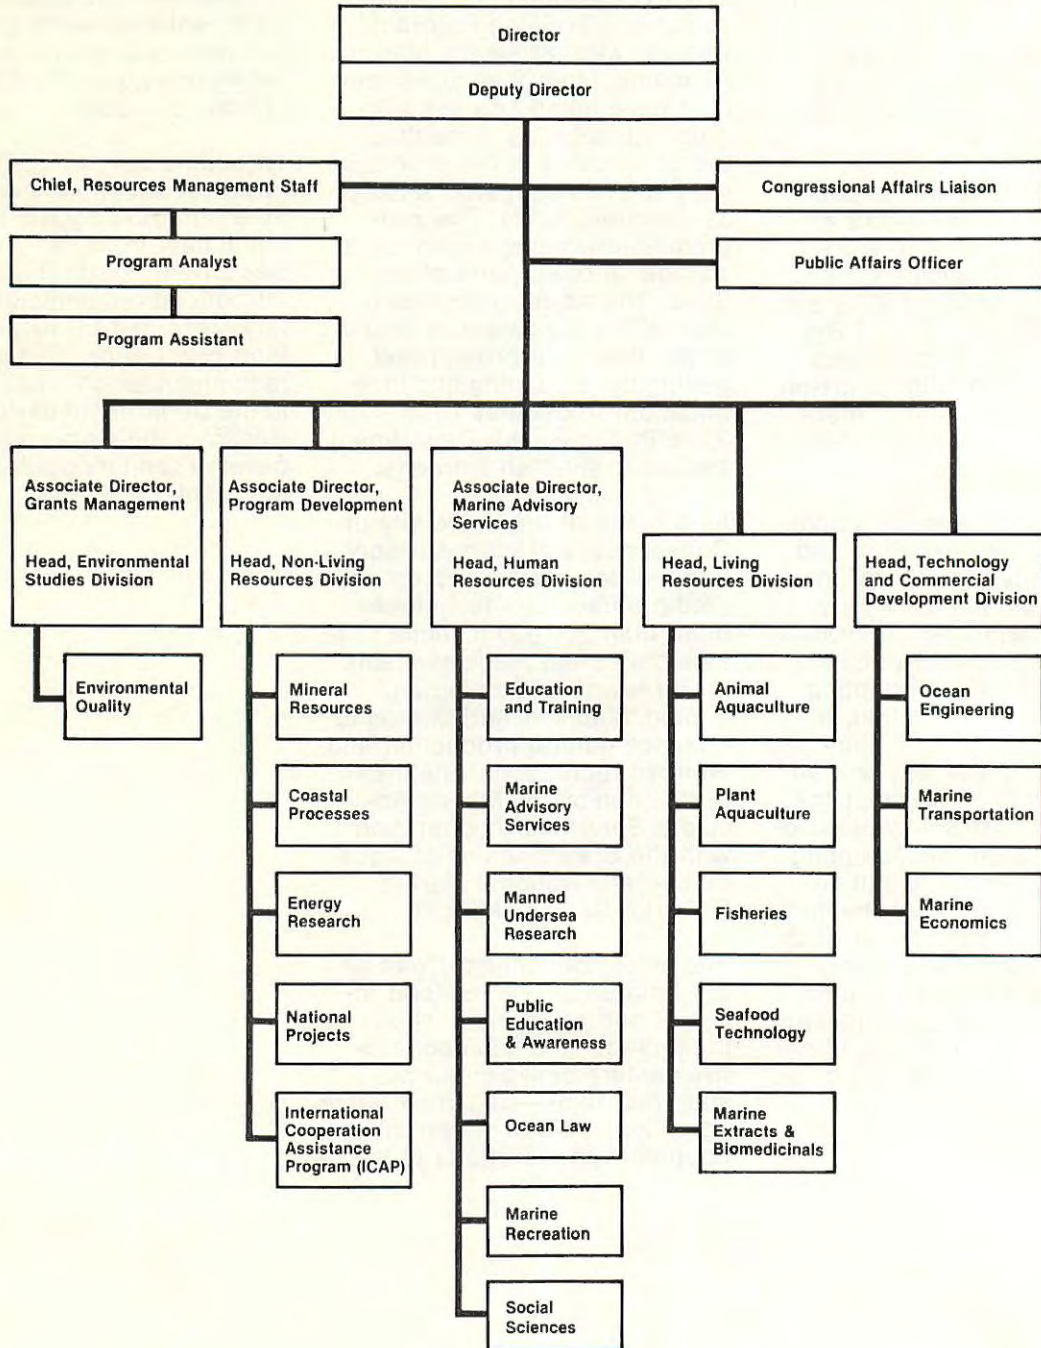 Director
Deputy Director
Chief, Resources Management Staff
Congressional Affairs Liaison
Program Analyst
Public Affairs Officer
Program Assistant
Associate Director,
Grants Management
Head, Environmental
Studies Division
Associate Director,
Program Development
Head, Non-Living
Resources Division
Associate Director,
Marine Advisory
Services
Head, Human
Resources Division
Head, Living
Resources Division
Head, Technology
and Commercial
Development Division
Environmental
Quality
Mineral
Resources
Coastal
Processes
Energy
Research
National
Projects
International
Cooperation
Assistance
Program (ICAP)
Education
and Training
Marine
Advisory
Services
Manned
Undersea
Research
Public
Education
& Awareness
Ocean Law
Marine
Recreation
Social
Sciences
Animal
Aquaculture
Plant
Aquaculture
Fisheries
Seafood
Technology
Marine
Extracts &
Biomedicinals
Ocean
Engineering
Marine
Transportation
Marine
Economics